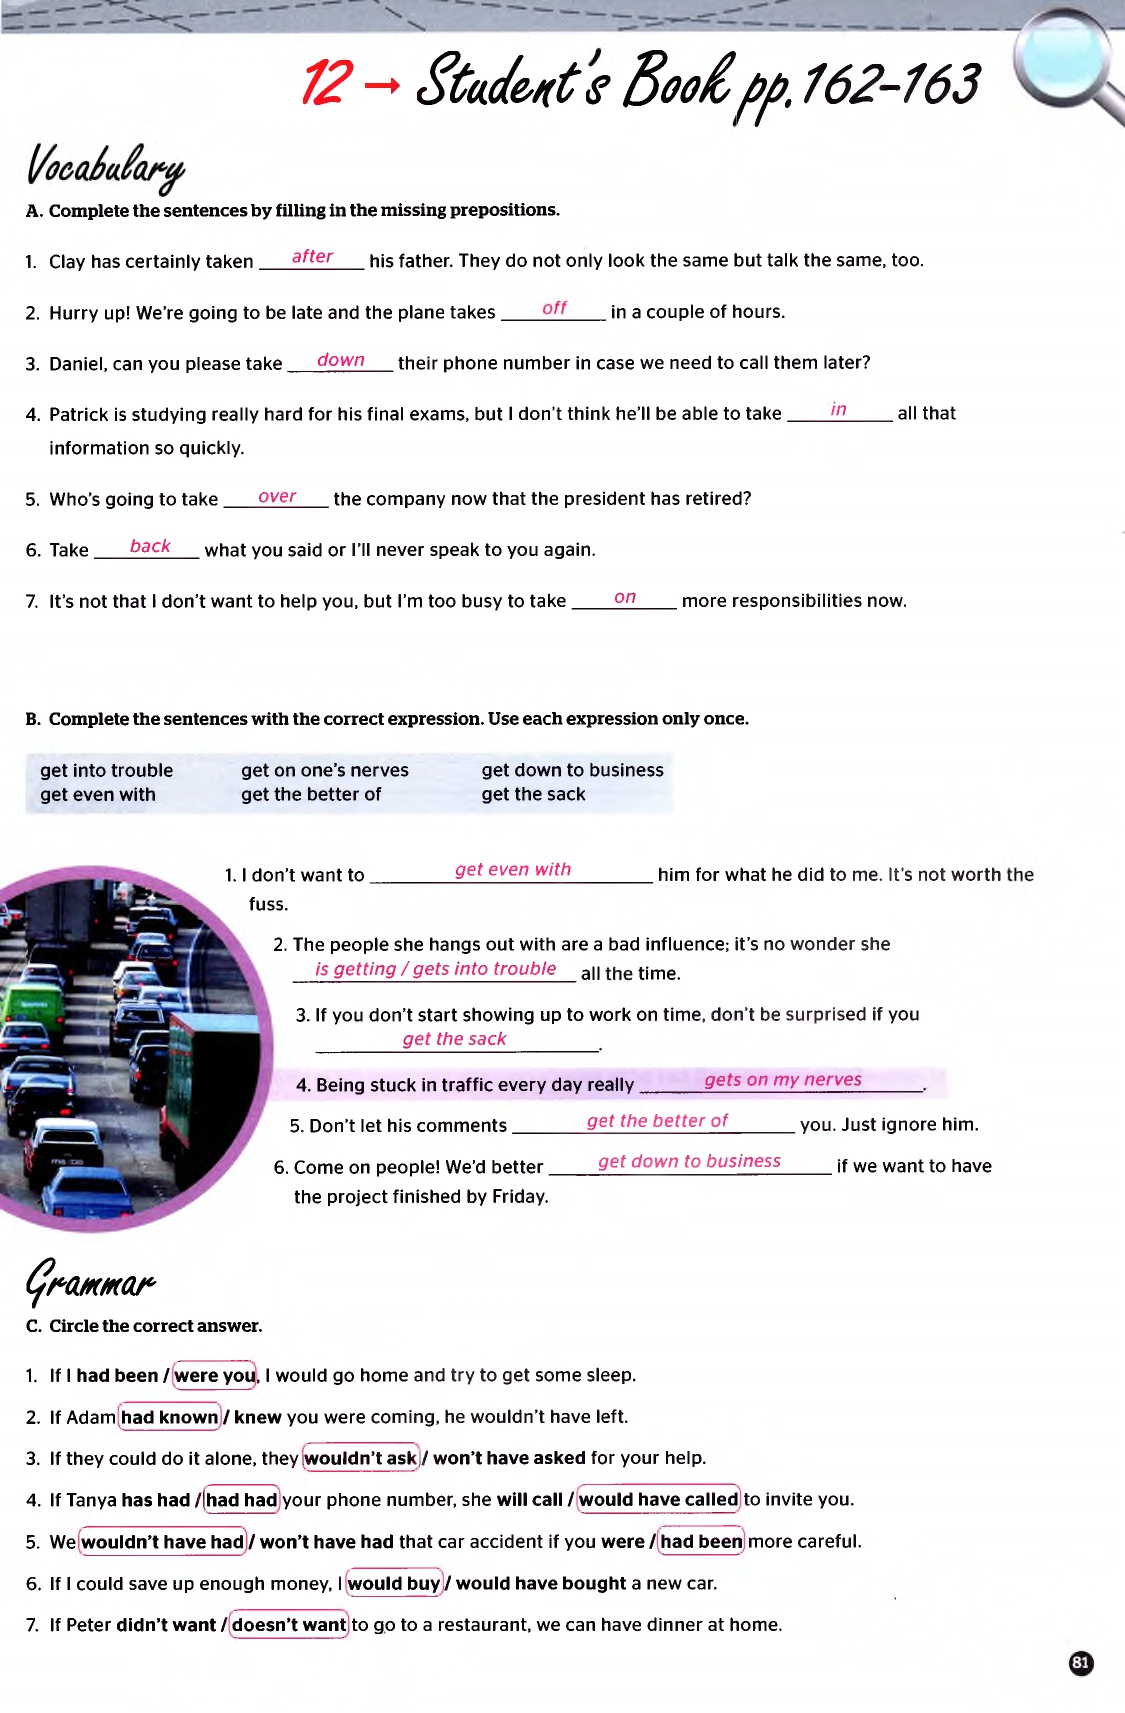 12 → Student's Book pp. 162-163
Vocabulary
A. Complete the sentences by filling in the missing prepositions.
1. Clay has certainly taken after his father. They do not only look the same but talk the same, too.
2. Hurry up! We're going to be late and the plane takes off in a couple of hours.
3. Daniel, can you please take down their phone number in case we need to call them later?
4. Patrick is studying really hard for his final exams, but I don't think he'll be able to take in all that
information so quickly.
5. Who's going to take over the company now that the president has retired?
6. Take back what you said or I'll never speak to you again.
7. It's not that I don't want to help you, but I'm too busy to take on more responsibilities now.
B. Complete the sentences with the correct expression. Use each expression only once.
get into trouble get on one's nerves get down to business
get even with get the better of get the sack
1. I don't want to get even with him for what he did to me. It's not worth the
fuss.
2. The people she hangs out with are a bad influence; it's no wonder she
is getting / gets into trouble all the time.
3. If you don't start showing up to work on time, don't be surprised if you
get the sack.
4. Being stuck in traffic every day really gets on my nerves.
5. Don't let his comments get the better of you. Just ignore him.
6. Come on people! We'd better get down to business if we want to have
the project finished by Friday.
Grammar
C. Circle the correct answer.
1. If I had been / were you, I would go home and try to get some sleep.
2. If Adam had known / knew you were coming, he wouldn't have left.
3. If they could do it alone, they wouldn't ask / won't have asked for your help.
4. If Tanya has had / had had your phone number, she will call / would have called to invite you.
5. We wouldn't have had / won't have had that car accident if you were / had been more careful.
6. If I could save up enough money, I would buy / would have bought a new car.
7. If Peter didn't want / doesn't want to go to a restaurant, we can have dinner at home.
81